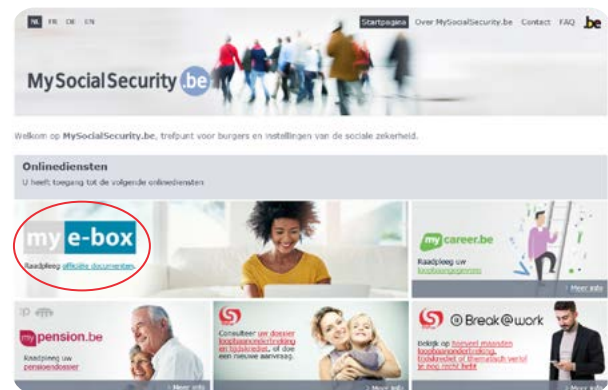 NL FR DE EN
Startpagina Over MySocialSecurity.be Contact FAQ .be
MySocialSecurity .be
Welkom op MySocialSecurity.be, trefpunt voor burgers en instellingen van de sociale zekerheid.
Onlinediensten
U heeft toegang tot de volgende onlinediensten
my e-box
Raadpleeg officiële documenten.
mycareer.be
Raadpleeg uw
loopbaangegevens
> Meer info
mypension.be
Raadpleeg uw
pensioendossier
> Meer info
Consulteer uw dossier
loopbaanonderbreking
en tijdskrediet, of doe
een nieuwe aanvraag.
> Meer info
Break@work
Bekijk op hoeveel maanden
loopbaanonderbreking,
tijdskrediet of thematisch verlof
je nog recht hebt
> Meer info